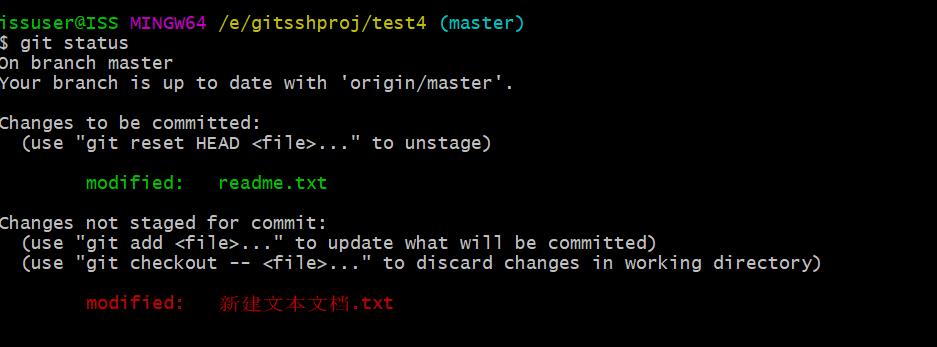 issuser@ISS MINGW64 /e/gitsshproj/test4 (master)
$ git status
On branch master
Your branch is up to date with 'origin/master'.
Changes to be committed:
(use "git reset HEAD <file>..." to unstage)
modified: readme.txt
Changes not staged for commit:
(use "git add <file>..." to update what will be committed)
(use "git checkout -- <file>..." to discard changes in working directory)
modified: 新建文本文档.txt